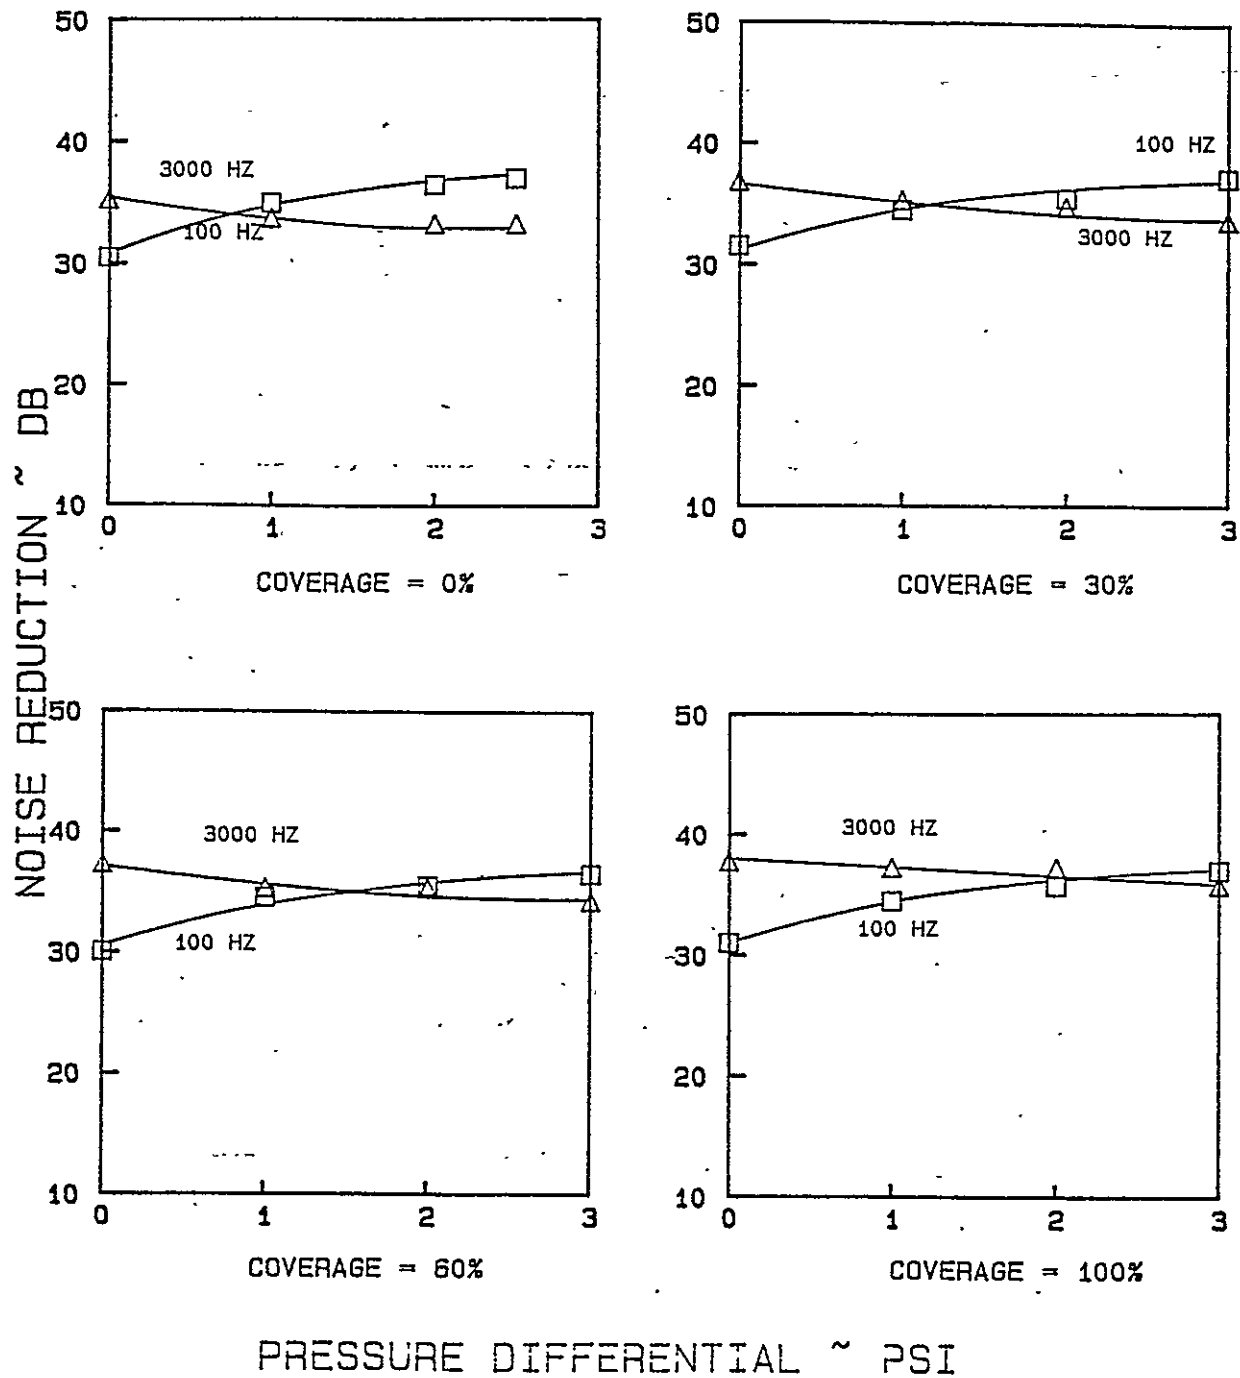 NOISE REDUCTION ~ DB
50
40
30
20
10
3000 HZ
100 HZ
0 1 2 3
COVERAGE = 0%
50
40
30
20
10
100 HZ
3000 HZ
0 1 2 3
COVERAGE = 30%
50
40
30
20
10
3000 HZ
100 HZ
0 1 2 3
COVERAGE = 60%
50
40
30
20
10
3000 HZ
100 HZ
0 1 2 3
COVERAGE = 100%
PRESSURE DIFFERENTIAL ~ PSI